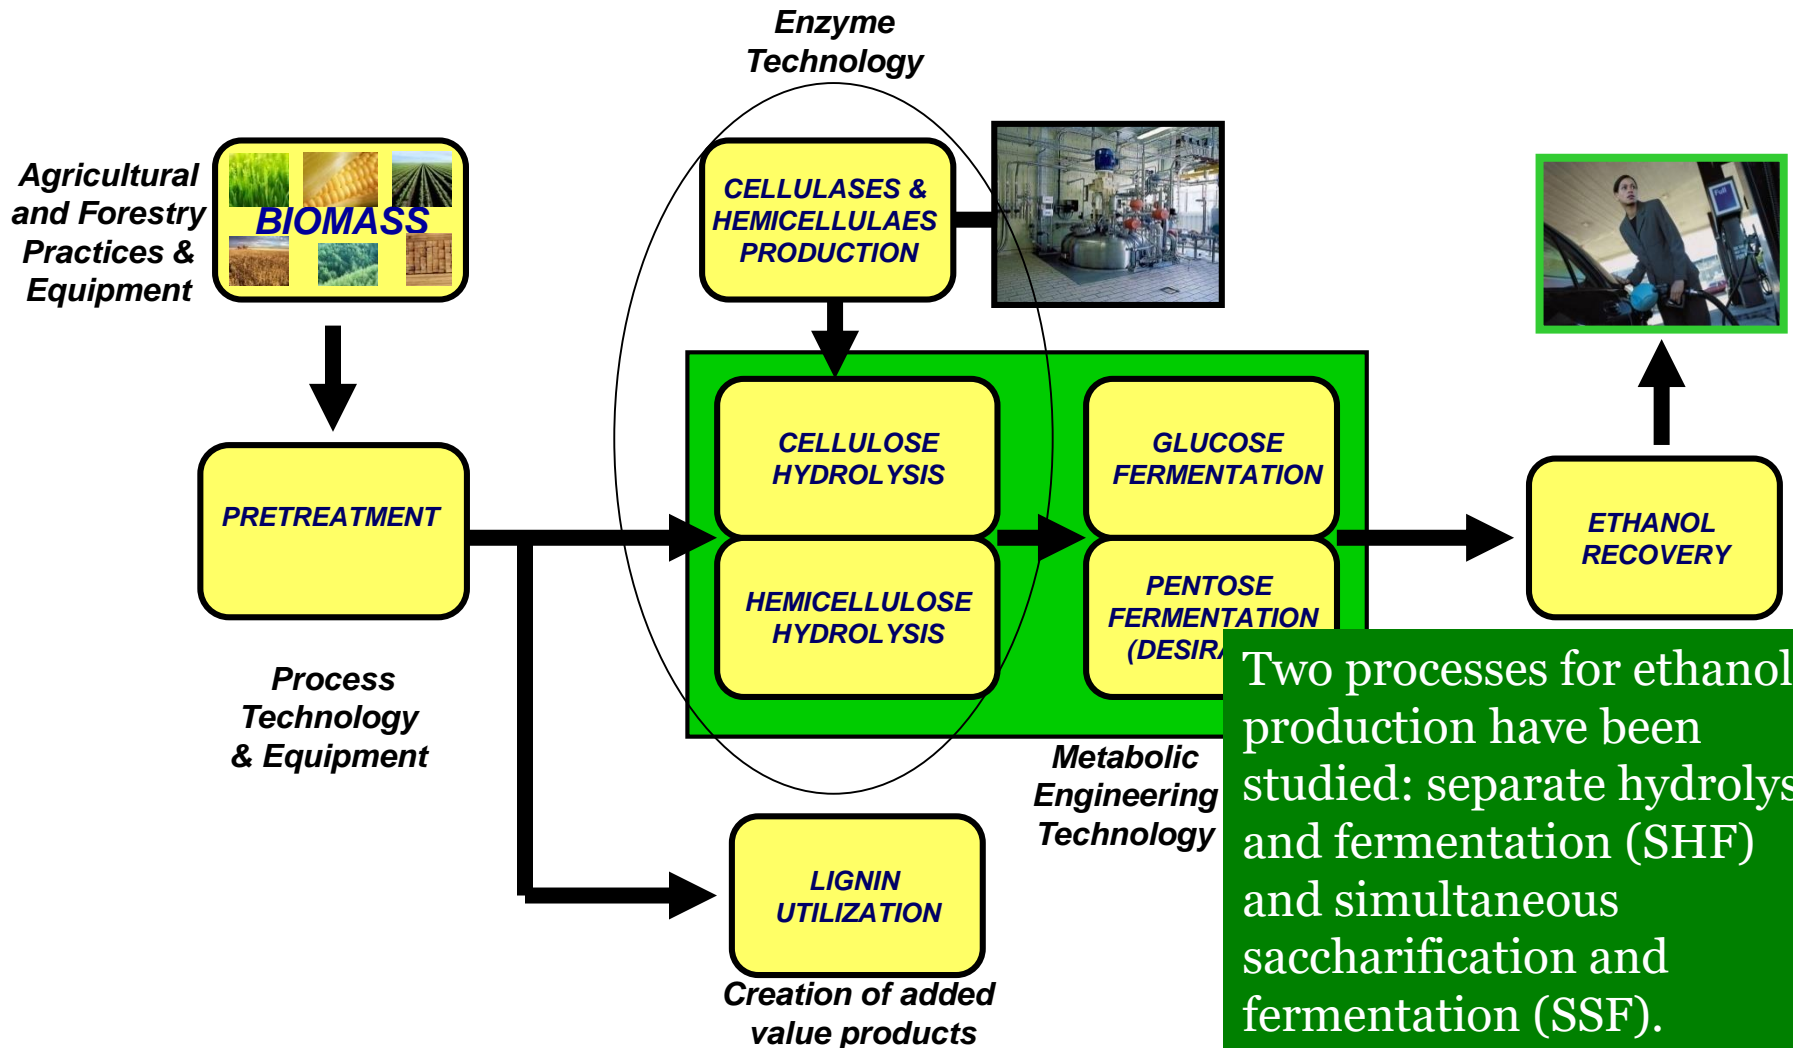 Enzyme
Technology
Agricultural
and Forestry
Practices &
Equipment
BIOMASS
CELLULASES &
HEMICELLULAES
PRODUCTION
CELLULOSE
HYDROLYSIS
GLUCOSE
FERMENTATION
PRETREATMENT
ETHANOL
RECOVERY
HEMICELLULOSE
HYDROLYSIS
PENTOSE
FERMENTATION
Process
Technology
& Equipment
Metabolic
Engineering
Technology
Two processes for ethanol
production have been
studied: separate
and fermentation (SHF)
and simultaneous
saccharification and
fermentation (SSF).
LIGNIN
UTILIZATION
Creation of added
value products